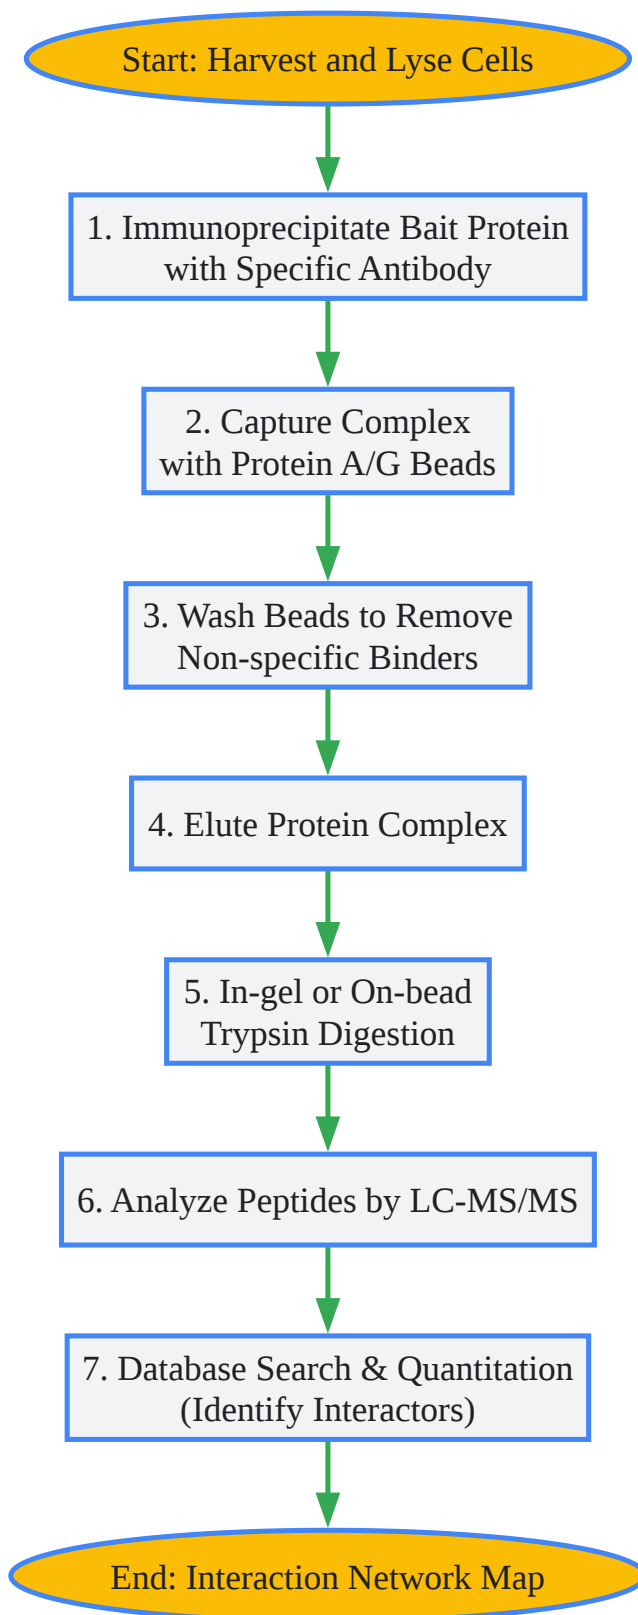 Start: Harvest and Lyse Cells
1. Immunoprecipitate Bait Protein
with Specific Antibody
2. Capture Complex
with Protein A/G Beads
3. Wash Beads to Remove
Non-specific Binders
4. Elute Protein Complex
5. In-gel or On-bead
Trypsin Digestion
6. Analyze Peptides by LC-MS/MS
7. Database Search & Quantitation
(Identify Interactors)
End: Interaction Network Map